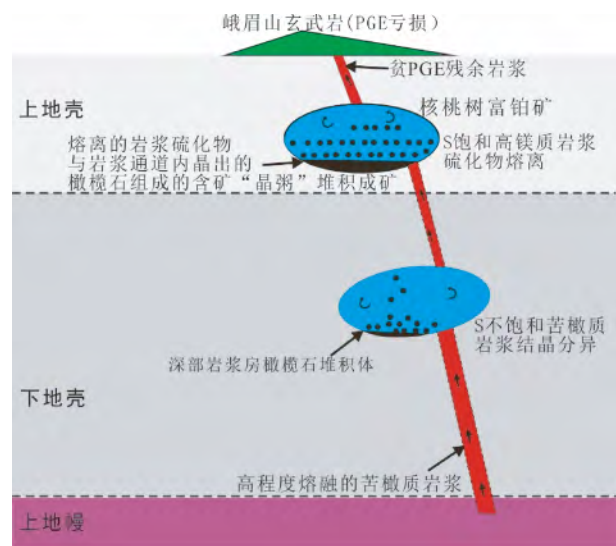 峨眉山玄武岩(PGE亏损)
贫PGE残余岩浆
上地壳
核桃树富铂矿
熔离的岩浆硫化物
与岩浆通道内晶出的
橄榄石组成的含矿“晶粥”堆积成矿
S饱和高镁质岩浆
硫化物熔离
S不饱和苦橄质
岩浆结晶分异
深部岩浆房橄榄石堆积体
下地壳
高程度熔融的苦橄质岩浆
上地幔